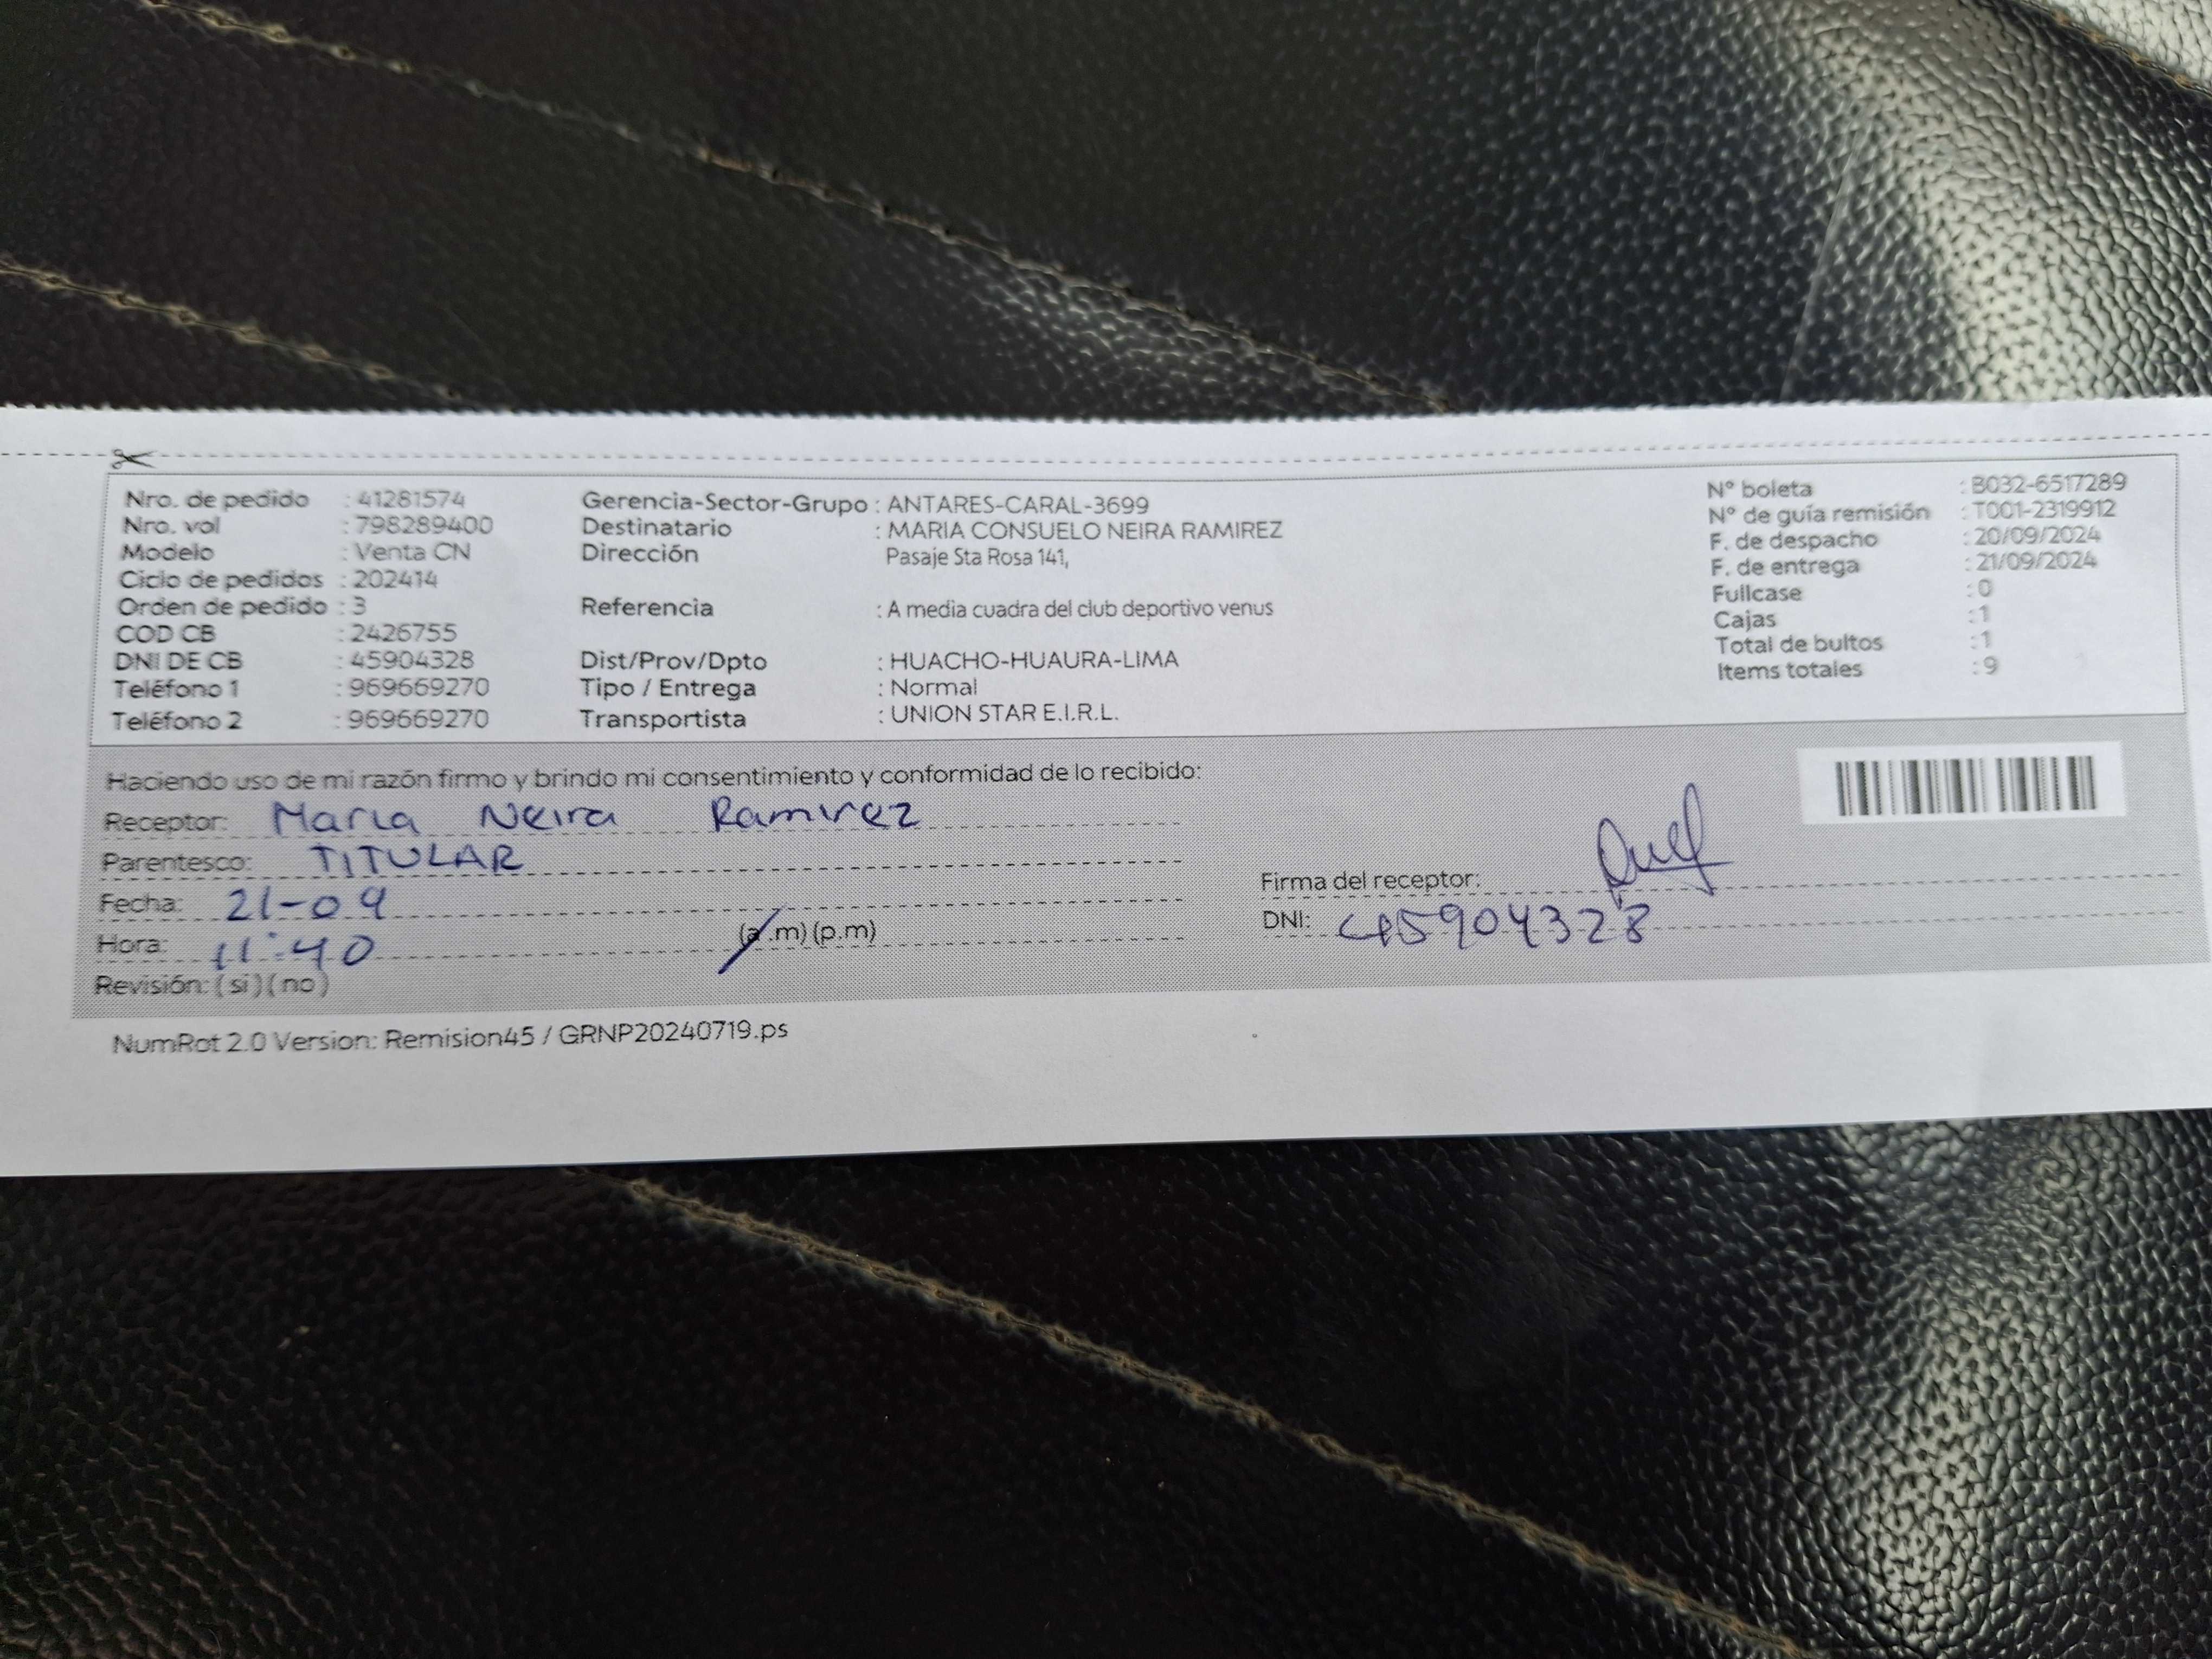 Nro. de pedido : 41281574
Nro. vol : 798289400
Modelo : Venta CN
Ciclo de pedidos : 202414
Orden de pedido : 3
COD CB : 2426755
DNI DE CB : 45904328
Teléfono 1 : 969669270
Teléfono 2 : 969669270
Gerencia-Sector-Grupo : ANTARES-CARAL-3699
Destinatario : MARIA CONSUELO NEIRA RAMIREZ
Dirección Pasaje Sta Rosa 141,
Referencia : A media cuadra del club deportivo venus
Dist/Prov/Dpto : HUACHO-HUAURA-LIMA
Tipo / Entrega : Normal
Transportista : UNION STAR E.I.R.L.
N° boleta : B032-6517289
N° de guía remisión : T001-2319912
F. de despacho : 20/09/2024
F. de entrega : 21/09/2024
Fullcase : 0
Cajas : 1
Total de bultos : 1
Items totales : 9
Haciendo uso de mi razón firmo y brindo mi consentimiento y conformidad de lo recibido:
Receptor: Maria Neira Ramirez
Parentesco: TITULAR
Fecha: 21-09
Hora: 11:40 (a.m) (p.m)
Revisión: ( si ) ( no )
Firma del receptor:
DNI: 45904328
NumRot 2.0 Version: Remision45 / GRNP20240719.ps